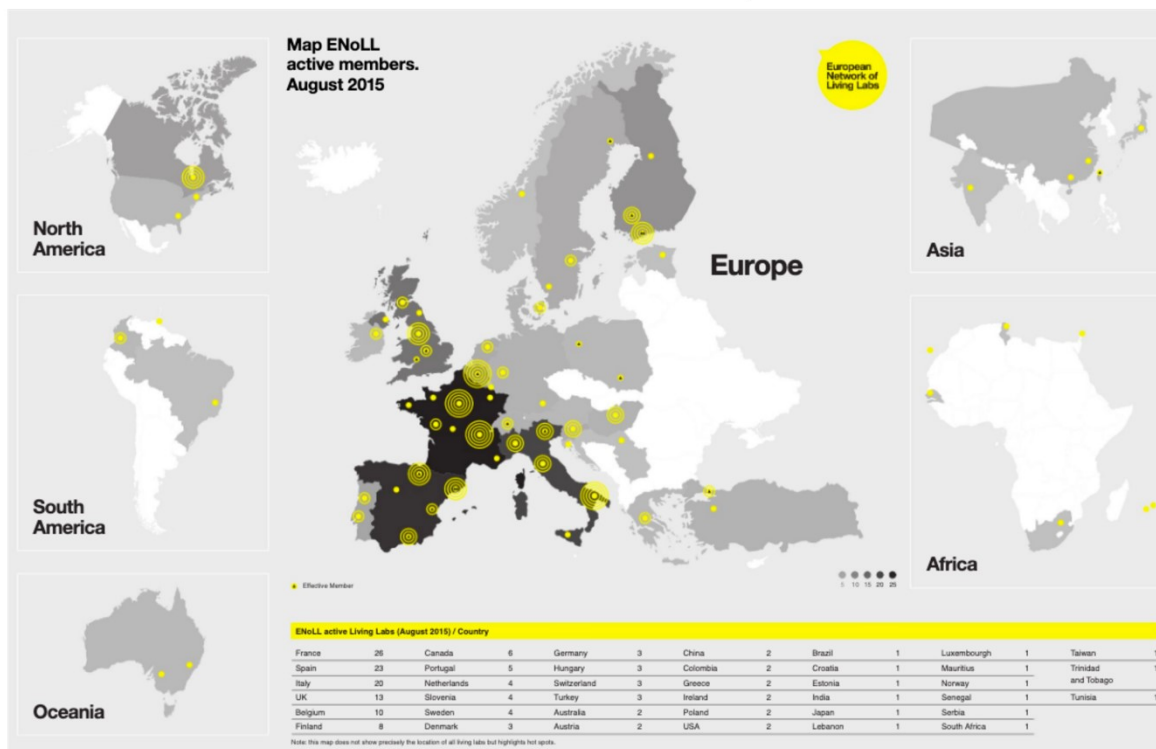 Map ENoLL
active members.
August 2015
European
Network of
Living Labs
North
America
Europe
Asia
South
America
Africa
Oceania
Effective Member
5 10 15 20 25
ENoLL active Living Labs (August 2015) / Country
France 26 Canada 6 Germany 3 China 2 Brazil 1 Luxembourgh 1 Taiwan 1
Spain 23 Portugal 5 Hungary 3 Colombia 2 Croatia 1 Mauritius 1 Trinidad 1
and Tobago
Italy 20 Netherlands 4 Switzerland 3 Greece 2 Estonia 1 Norway 1
UK 13 Slovenia 4 Turkey 3 Ireland 2 India 1 Senegal 1 Tunisia 1
Belgium 10 Sweden 4 Australia 2 Poland 2 Japan 1 Serbia 1
Finland 8 Denmark 3 Austria 2 USA 2 Lebanon 1 South Africa 1
Note: this map does not show precisely the location of all living labs but highlights hot spots.